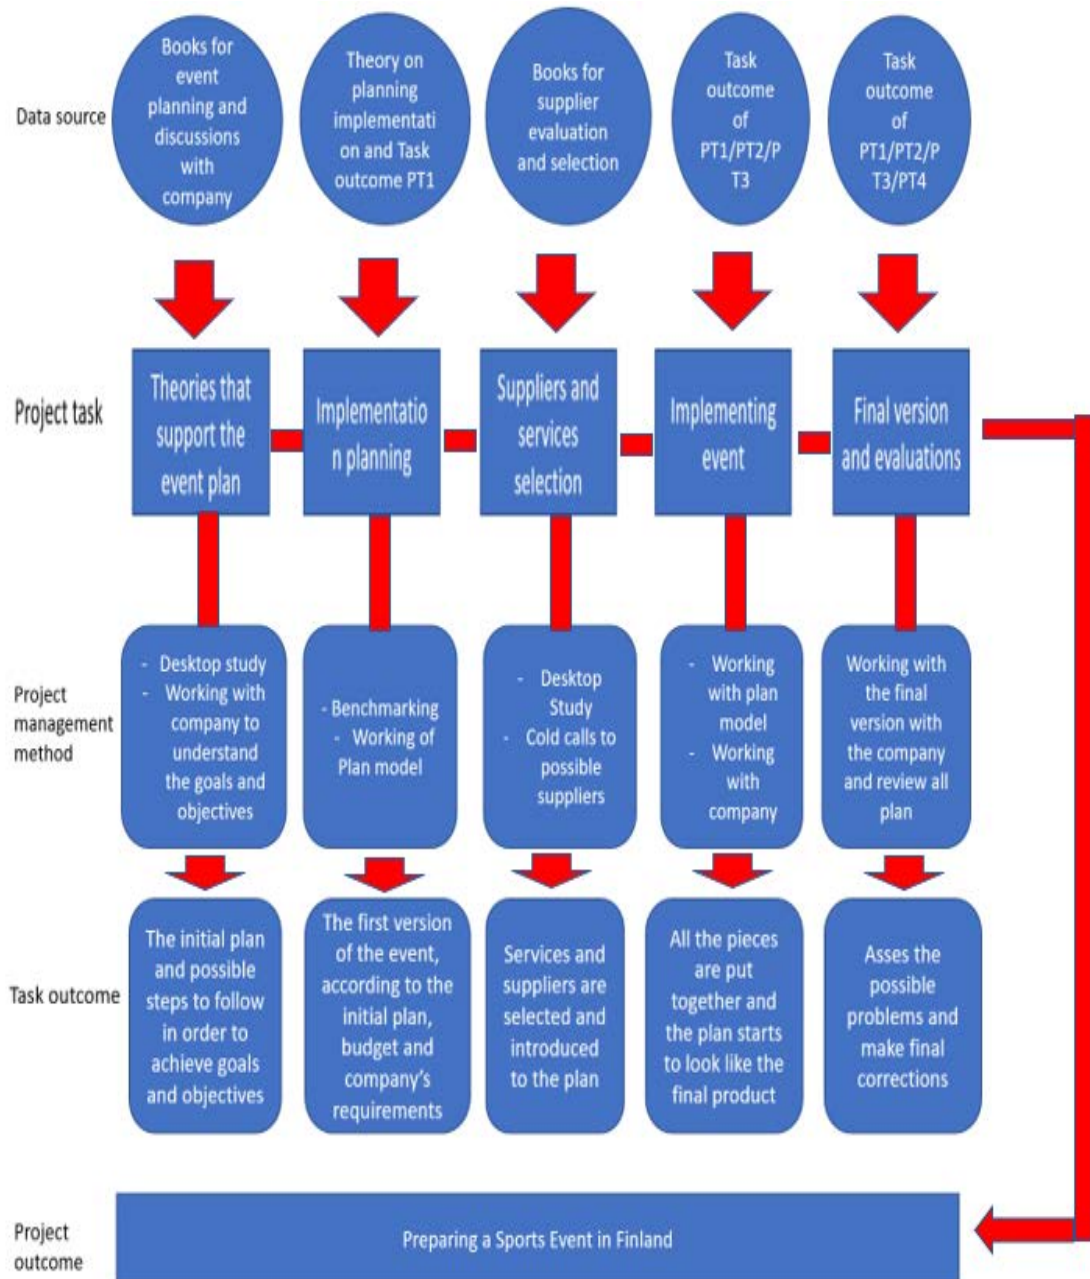 Data source
Books for
event
planning and
discussions
with
company
Theory on
planning
implementati
on and Task
outcome PT1
Books for
supplier
evaluation
and selection
Task
outcome
of
PT1/PT2/P
T3
Task
outcome
of
PT1/PT2/P
T3/PT4
Project task
Theories that
support the
event plan
Implementatio
n planning
Suppliers and
services
selection
Implementing
event
Final version
and evaluations
Project
management
method
- Desktop study
- Working with
company to
understand
the goals and
objectives
- Benchmarking
- Working of
Plan model
- Desktop
Study
- Cold calls to
possible
suppliers
- Working
with plan
model
- Working
with
company
Working with
the final
version with
the company
and review all
plan
Task outcome
The initial plan
and possible
steps to follow
in order to
achieve goals
and objectives
The first version
of the event,
according to the
initial plan,
budget and
company's
requirements
Services and
suppliers are
selected and
introduced
to the plan
All the pieces
are put
together and
the plan starts
to look like the
final product
Asses the
possible
problems and
make final
corrections
Project
outcome
Preparing a Sports Event in Finland